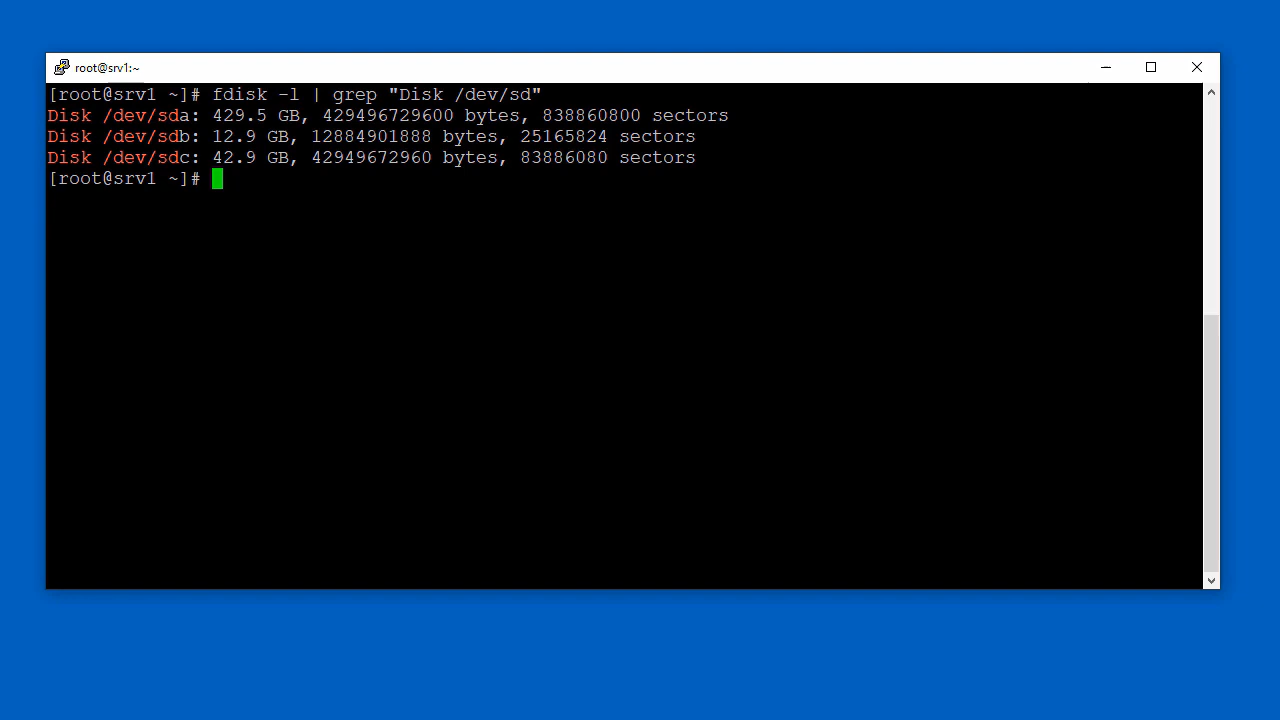 root@srv1:~
[root@srv1 ~]# fdisk -l | grep "Disk /dev/sd"
Disk /dev/sda: 429.5 GB, 429496729600 bytes, 838860800 sectors
Disk /dev/sdb: 12.9 GB, 12884901888 bytes, 25165824 sectors
Disk /dev/sdc: 42.9 GB, 42949672960 bytes, 83886080 sectors
[root@srv1 ~]#